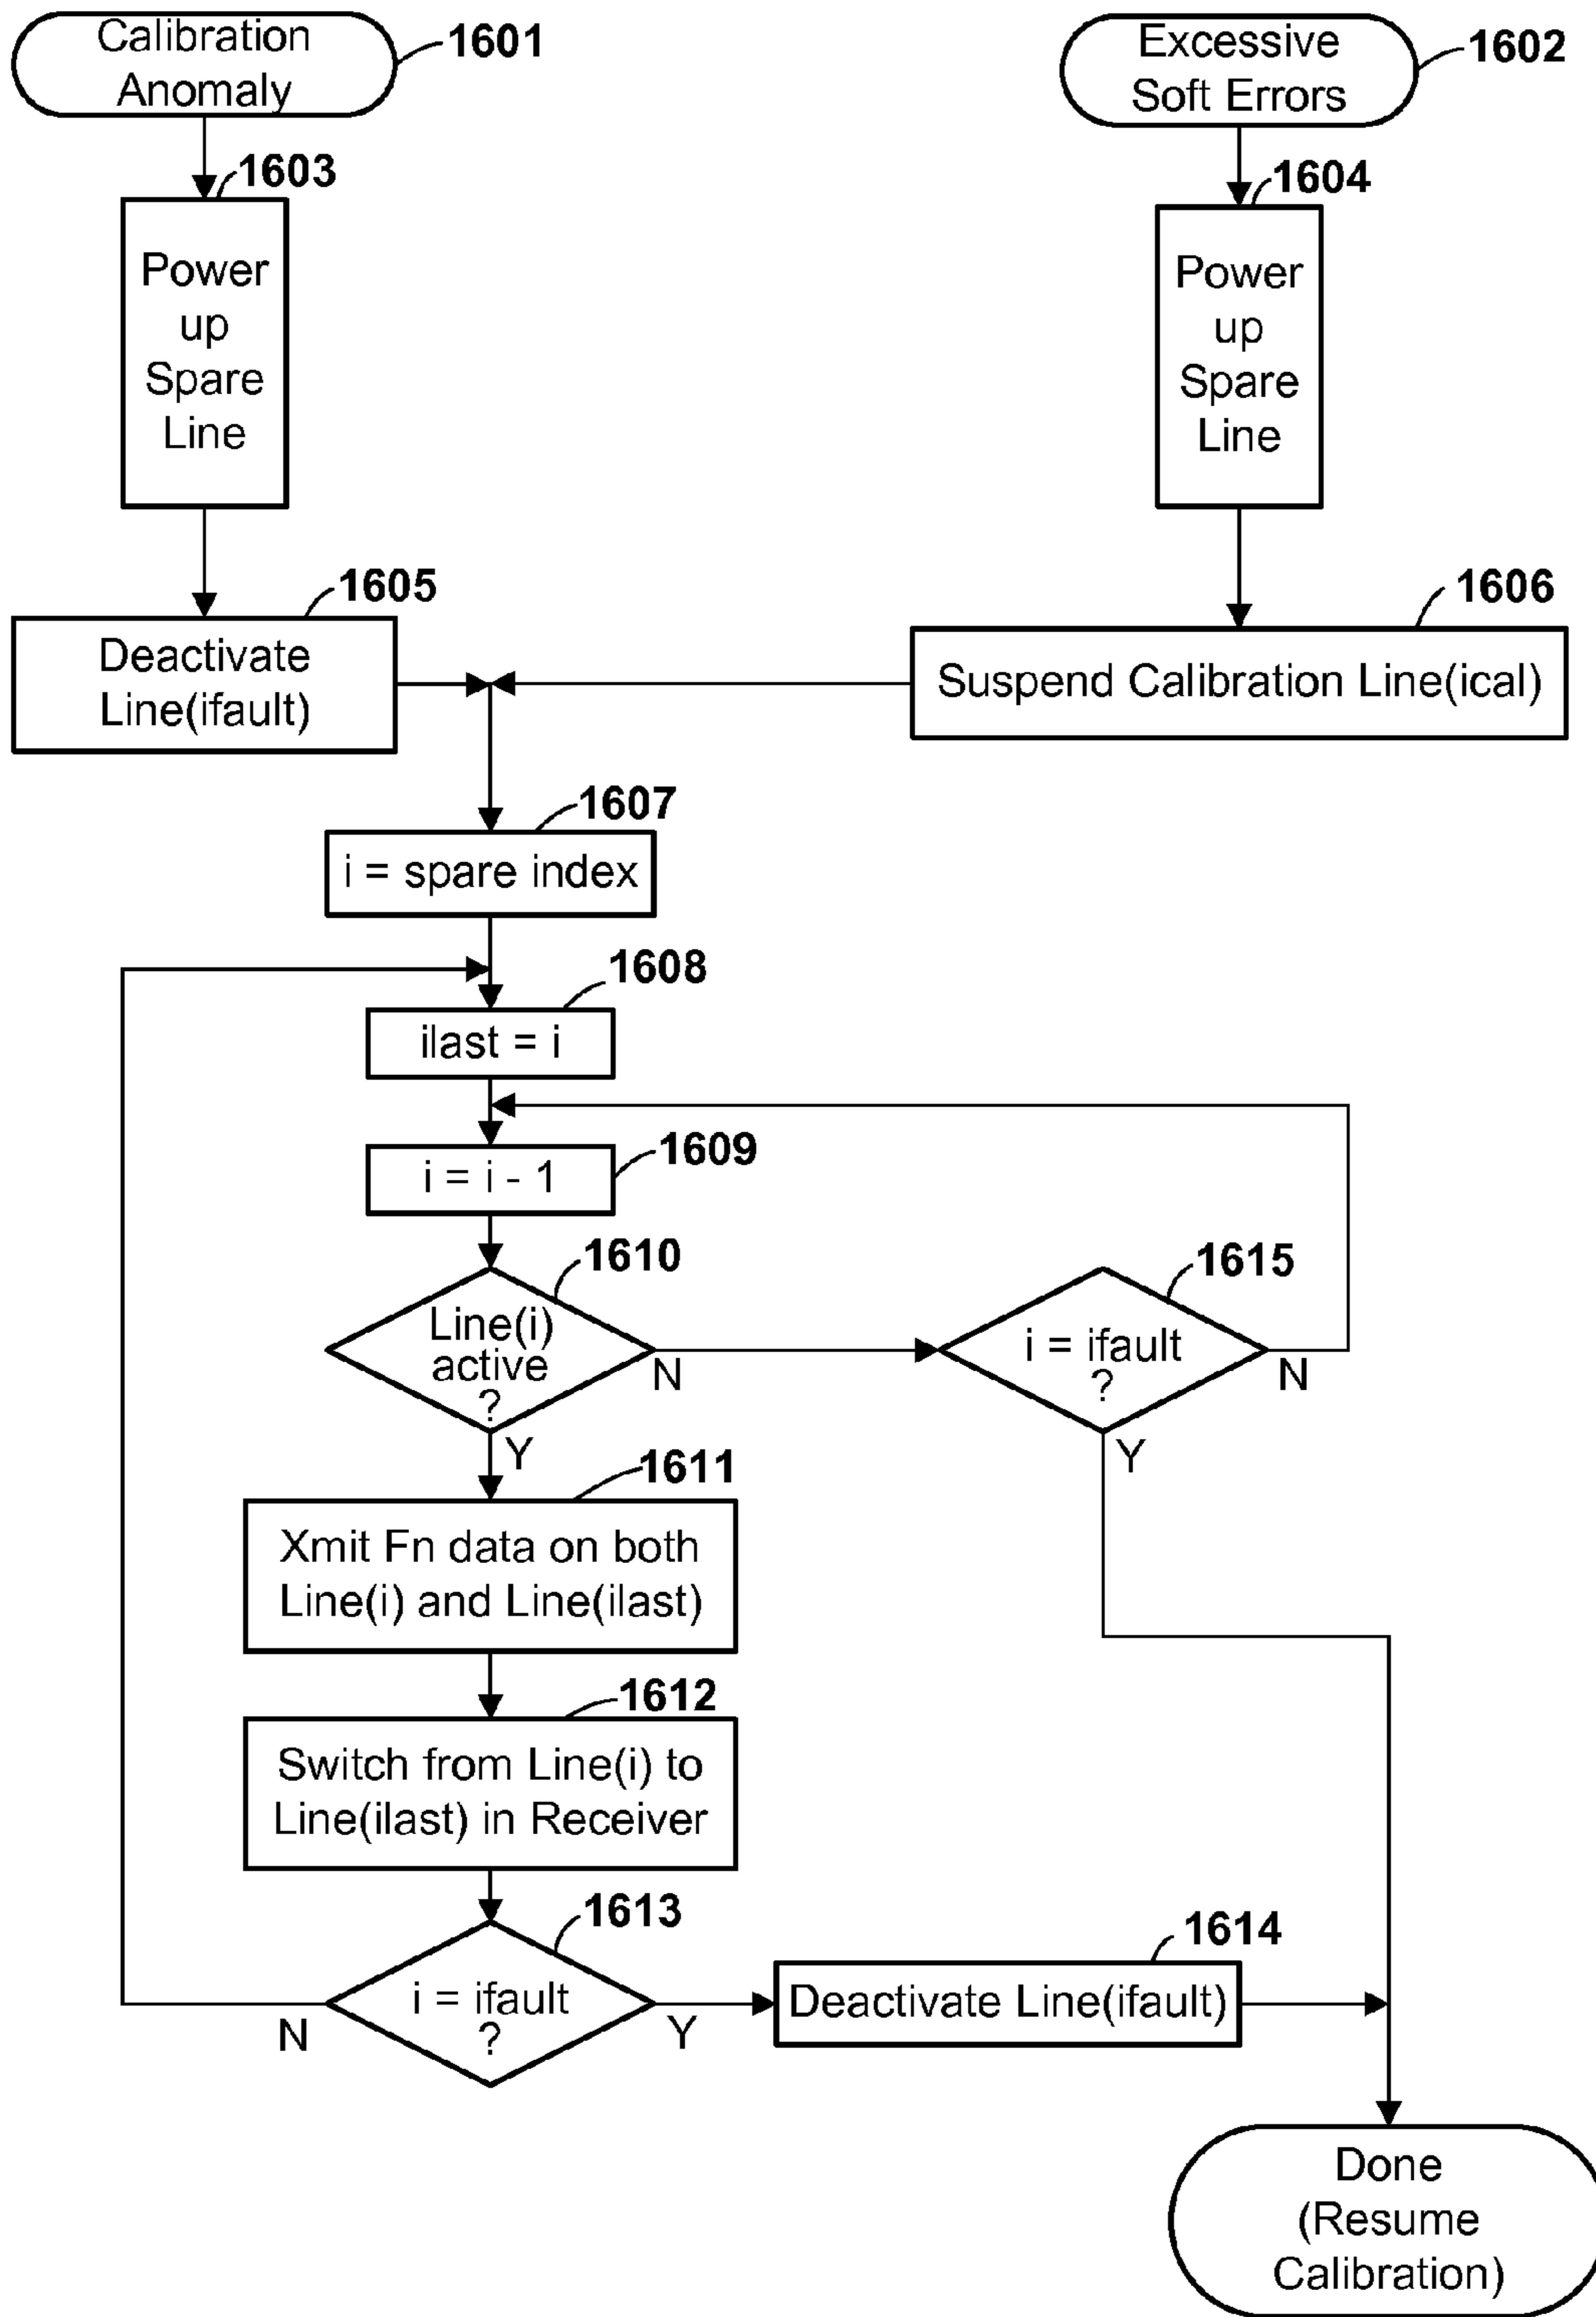 Calibration
Anomaly
1601
Excessive
Soft Errors
1602
1603
Power
up
Spare
Line
1604
Power
up
Spare
Line
1605
Deactivate
Line(ifault)
1606
Suspend Calibration Line(ical)
1607
i = spare index
1608
ilast = i
1609
i = i - 1
1610
Line(i)
active
?
N
Y
1615
i = ifault
?
N
Y
1611
Xmit Fn data on both
Line(i) and Line(ilast)
1612
Switch from Line(i) to
Line(ilast) in Receiver
1613
i = ifault
?
N
Y
1614
Deactivate Line(ifault)
Done
(Resume
Calibration)